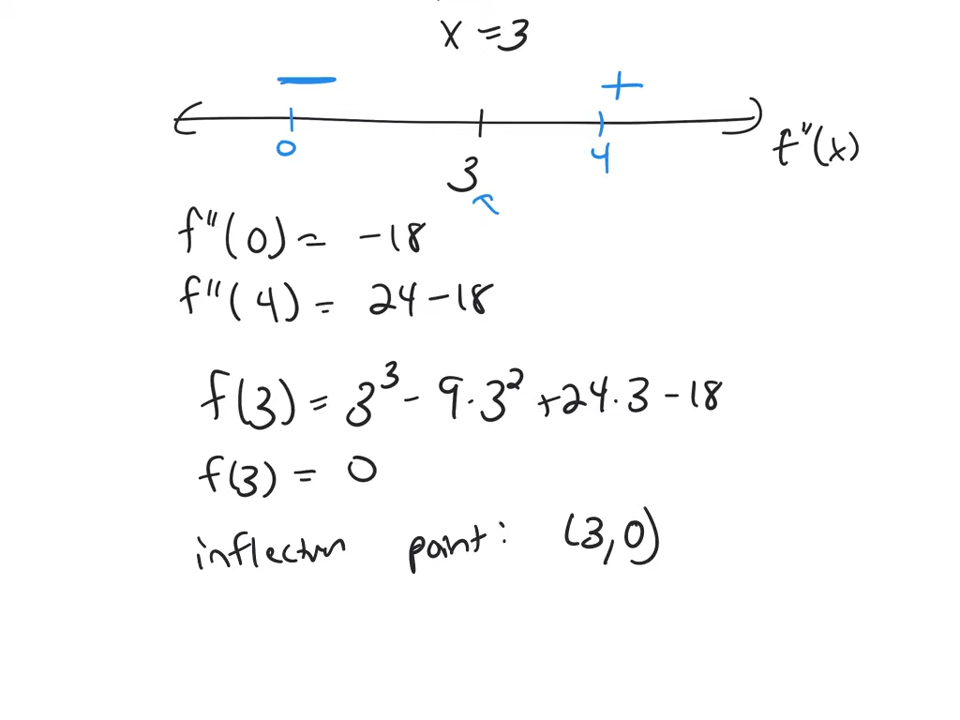 x = 3
− +
0 3 4 f''(x)
f''(0) = -18
f''(4) = 24 - 18
f(3) = 3³ - 9·3² + 24·3 - 18
f(3) = 0
inflection point: (3,0)